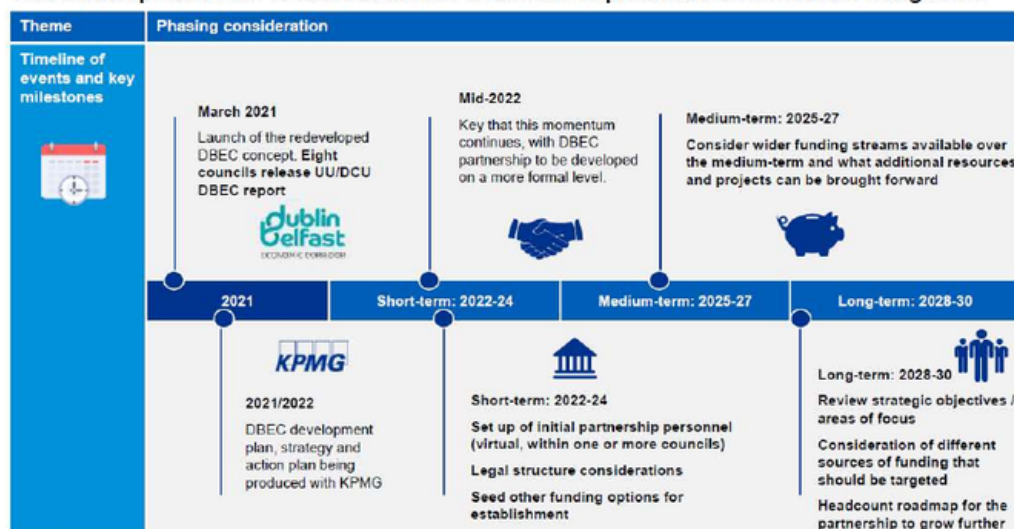 Theme
Phasing consideration
Timeline of
events and key
milestones
March 2021
Launch of the redeveloped
DBEC concept. Eight
councils release UU/DCU
DBEC report
dublin
belfast
ECONOMIC CORRIDOR
Mid-2022
Key that this momentum
continues, with DBEC
partnership to be developed
on a more formal level.
Medium-term: 2025-27
Consider wider funding streams available over
the medium-term and what additional resources
and projects can be brought forward
2021
Short-term: 2022-24
Medium-term: 2025-27
Long-term: 2028-30
KPMG
2021/2022
DBEC development
plan, strategy and
action plan being
produced with KPMG
Short-term: 2022-24
Set up of initial partnership personnel
(virtual, within one or more councils)
Legal structure considerations
Seed other funding options for
establishment
Long-term: 2028-30
Review strategic objectives /
areas of focus
Consideration of different
sources of funding that
should be targeted
Headcount roadmap for the
partnership to grow further